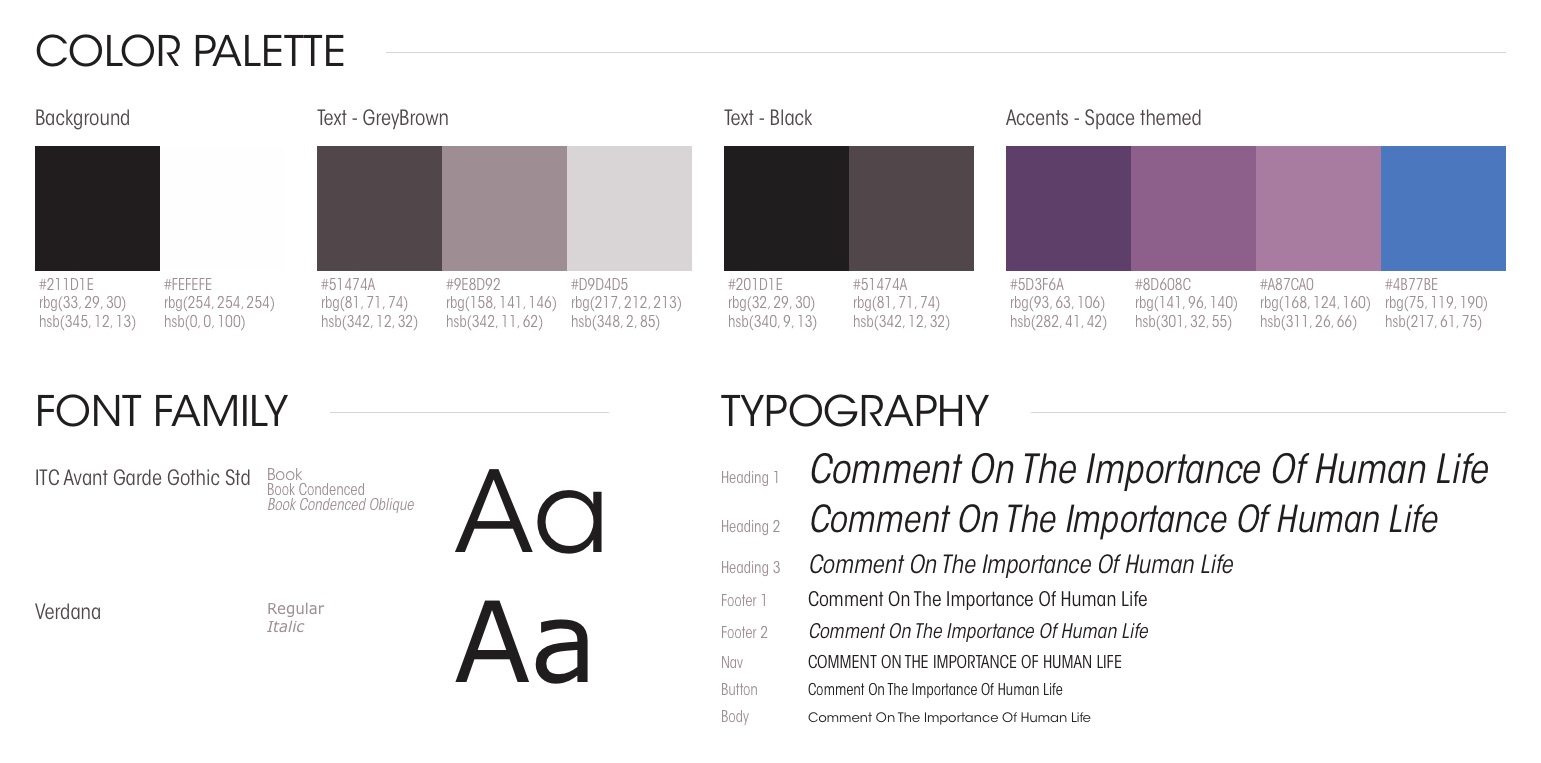 COLOR PALETTE
Background
Text - GreyBrown
Text - Black
Accents - Space themed
#211D1E
rbg(33, 29, 30)
hsb(345, 12, 13)
#FEFEFE
rbg(254, 254, 254)
hsb(0, 0, 100)
#51474A
rbg(81, 71, 74)
hsb(342, 12, 32)
#9E8D92
rbg(158, 141, 146)
hsb(342, 11, 62)
#D9D4D5
rbg(217, 212, 213)
hsb(348, 2, 85)
#201D1E
rbg(32, 29, 30)
hsb(340, 9, 13)
#51474A
rbg(81, 71, 74)
hsb(342, 12, 32)
#5D3F6A
rbg(93, 63, 106)
hsb(282, 41, 42)
#8D608C
rbg(141, 96, 140)
hsb(301, 32, 55)
#A87CA0
rbg(168, 124, 160)
hsb(311, 26, 66)
#4B77BE
rbg(75, 119, 190)
hsb(217, 61, 75)
FONT FAMILY
ITC Avant Garde Gothic Std
Book
Book Condensed
Book Condensed Oblique
Aa
Verdana
Regular
Italic
Aa
TYPOGRAPHY
Heading 1 Comment On The Importance Of Human Life
Heading 2 Comment On The Importance Of Human Life
Heading 3 Comment On The Importance Of Human Life
Footer 1 Comment On The Importance Of Human Life
Footer 2 Comment On The Importance Of Human Life
Nav COMMENT ON THE IMPORTANCE OF HUMAN LIFE
Button Comment On The Importance Of Human Life
Body Comment On The Importance Of Human Life